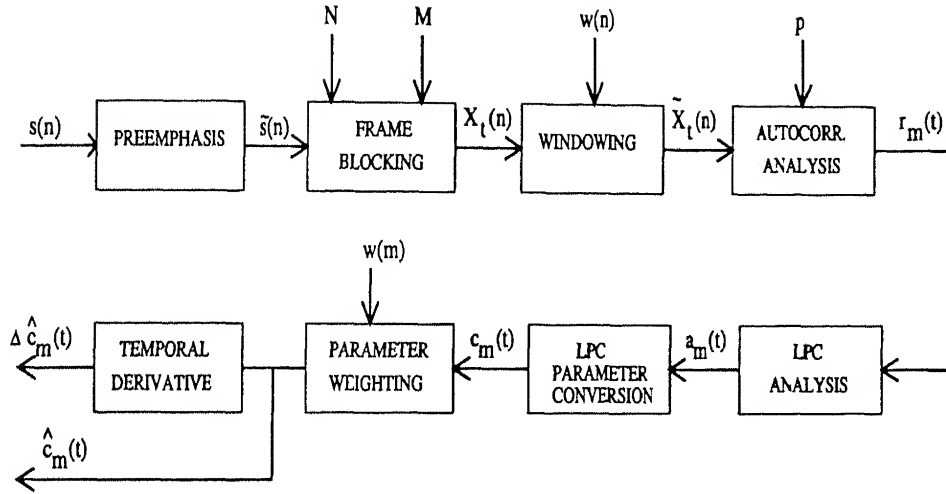 N
M
w(n)
p
s(n)
PREEMPHASIS
s̃(n)
FRAME
BLOCKING
X_t(n)
WINDOWING
X̃_t(n)
AUTOCORR.
ANALYSIS
r_m(t)
w(m)
Δ ĉ_m(t)
TEMPORAL
DERIVATIVE
PARAMETER
WEIGHTING
c_m(t)
LPC
PARAMETER
CONVERSION
a_m(t)
LPC
ANALYSIS
ĉ_m(t)